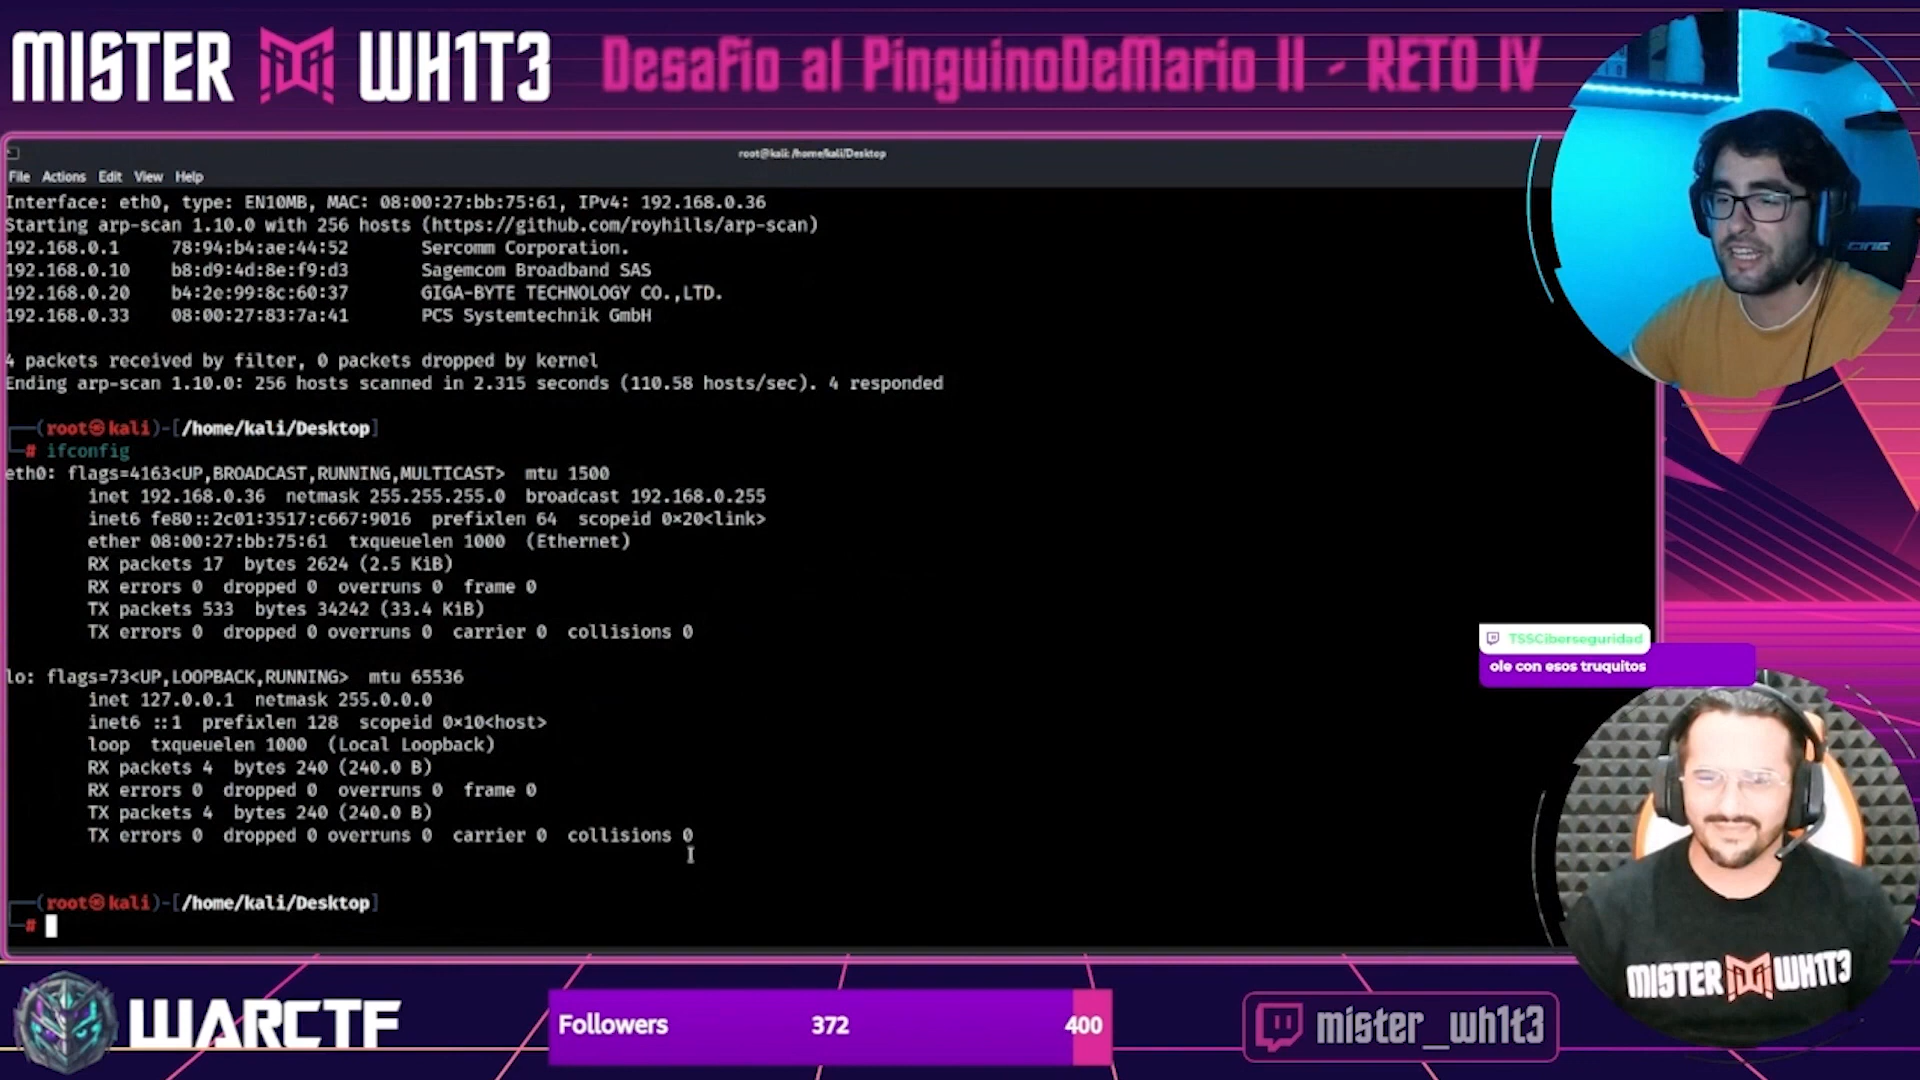 MISTER WH1T3
Desafio al PinguinoDeMario II - RETO IV
root@kali: /home/kali/Desktop
File Actions Edit View Help
Interface: eth0, type: EN10MB, MAC: 08:00:27:bb:75:61, IPv4: 192.168.0.36
Starting arp-scan 1.10.0 with 256 hosts (https://github.com/royhills/arp-scan)
192.168.0.1 78:94:b4:ae:44:52 Sercomm Corporation.
192.168.0.10 b8:d9:4d:8e:f9:d3 Sagemcom Broadband SAS
192.168.0.20 b4:2e:99:8c:60:37 GIGA-BYTE TECHNOLOGY CO.,LTD.
192.168.0.33 08:00:27:83:7a:41 PCS Systemtechnik GmbH
4 packets received by filter, 0 packets dropped by kernel
Ending arp-scan 1.10.0: 256 hosts scanned in 2.315 seconds (110.58 hosts/sec). 4 responded
(root㉿kali)-[/home/kali/Desktop]
# ifconfig
eth0: flags=4163<UP,BROADCAST,RUNNING,MULTICAST> mtu 1500
inet 192.168.0.36 netmask 255.255.255.0 broadcast 192.168.0.255
inet6 fe80::2c01:3517:c667:9016 prefixlen 64 scopeid 0×20<link>
ether 08:00:27:bb:75:61 txqueuelen 1000 (Ethernet)
RX packets 17 bytes 2624 (2.5 KiB)
RX errors 0 dropped 0 overruns 0 frame 0
TX packets 533 bytes 34242 (33.4 KiB)
TX errors 0 dropped 0 overruns 0 carrier 0 collisions 0
lo: flags=73<UP,LOOPBACK,RUNNING> mtu 65536
inet 127.0.0.1 netmask 255.0.0.0
inet6 ::1 prefixlen 128 scopeid 0×10<host>
loop txqueuelen 1000 (Local Loopback)
RX packets 4 bytes 240 (240.0 B)
RX errors 0 dropped 0 overruns 0 frame 0
TX packets 4 bytes 240 (240.0 B)
TX errors 0 dropped 0 overruns 0 carrier 0 collisions 0
(root㉿kali)-[/home/kali/Desktop]
#
TSSCiberseguridad
ole con esos truquitos
MISTER WH1T3
WARCTF
Followers 372 400
mister_wh1t3